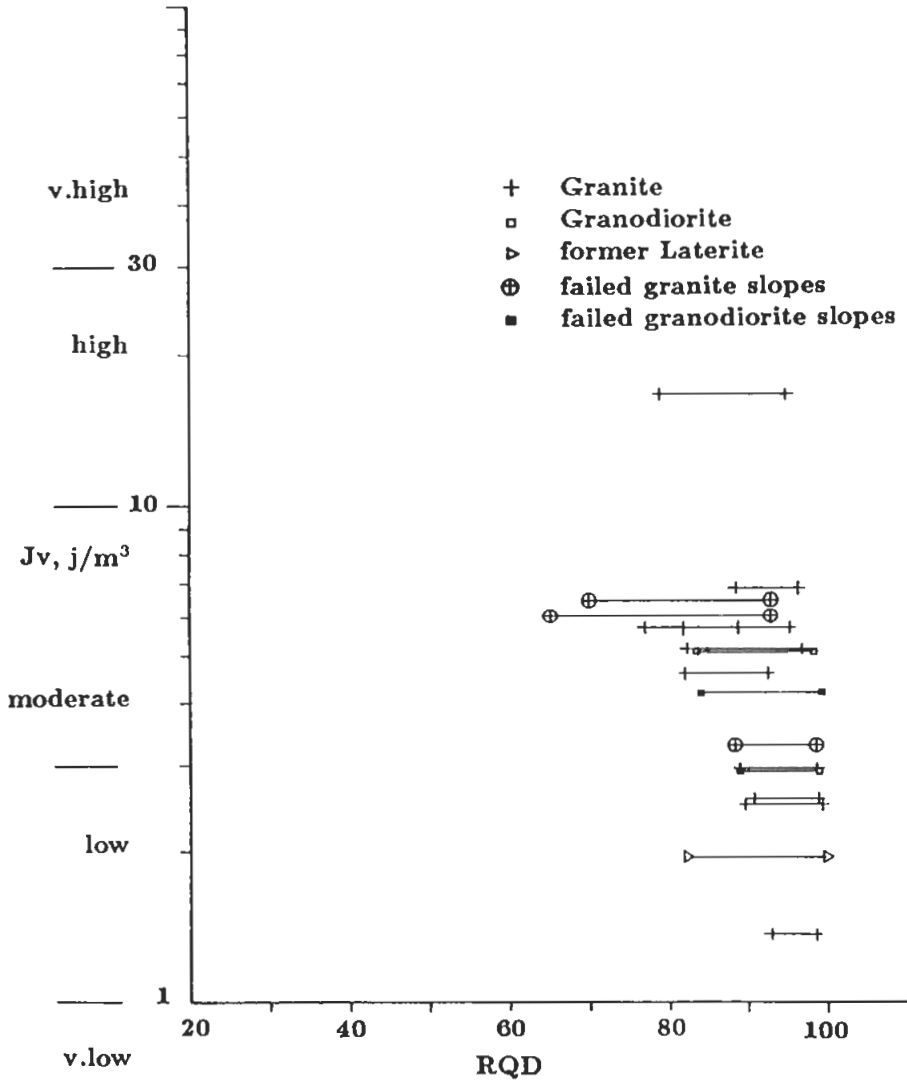 v.high
30
high
10
Jv, j/m³
moderate
low
1
v.low
Granite
Granodiorite
former Laterite
failed granite slopes
failed granodiorite slopes
20 40 60 80 100
RQD